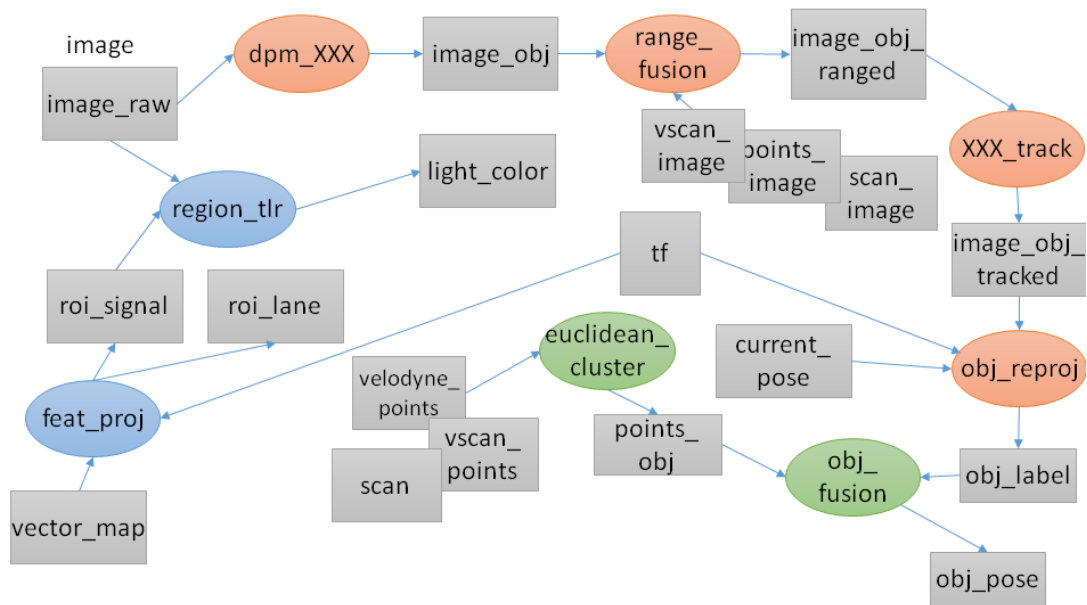 image
image_raw
dpm_XXX
image_obj
range_
fusion
image_obj_
ranged
vscan_
image
points_
image
scan_
image
XXX_track
light_color
region_tlr
tf
image_obj_
tracked
roi_signal
roi_lane
euclidean_
cluster
current_
pose
obj_reproj
velodyne_
points
vscan_
points
scan
feat_proj
points_
obj
obj_
fusion
obj_label
vector_map
obj_pose